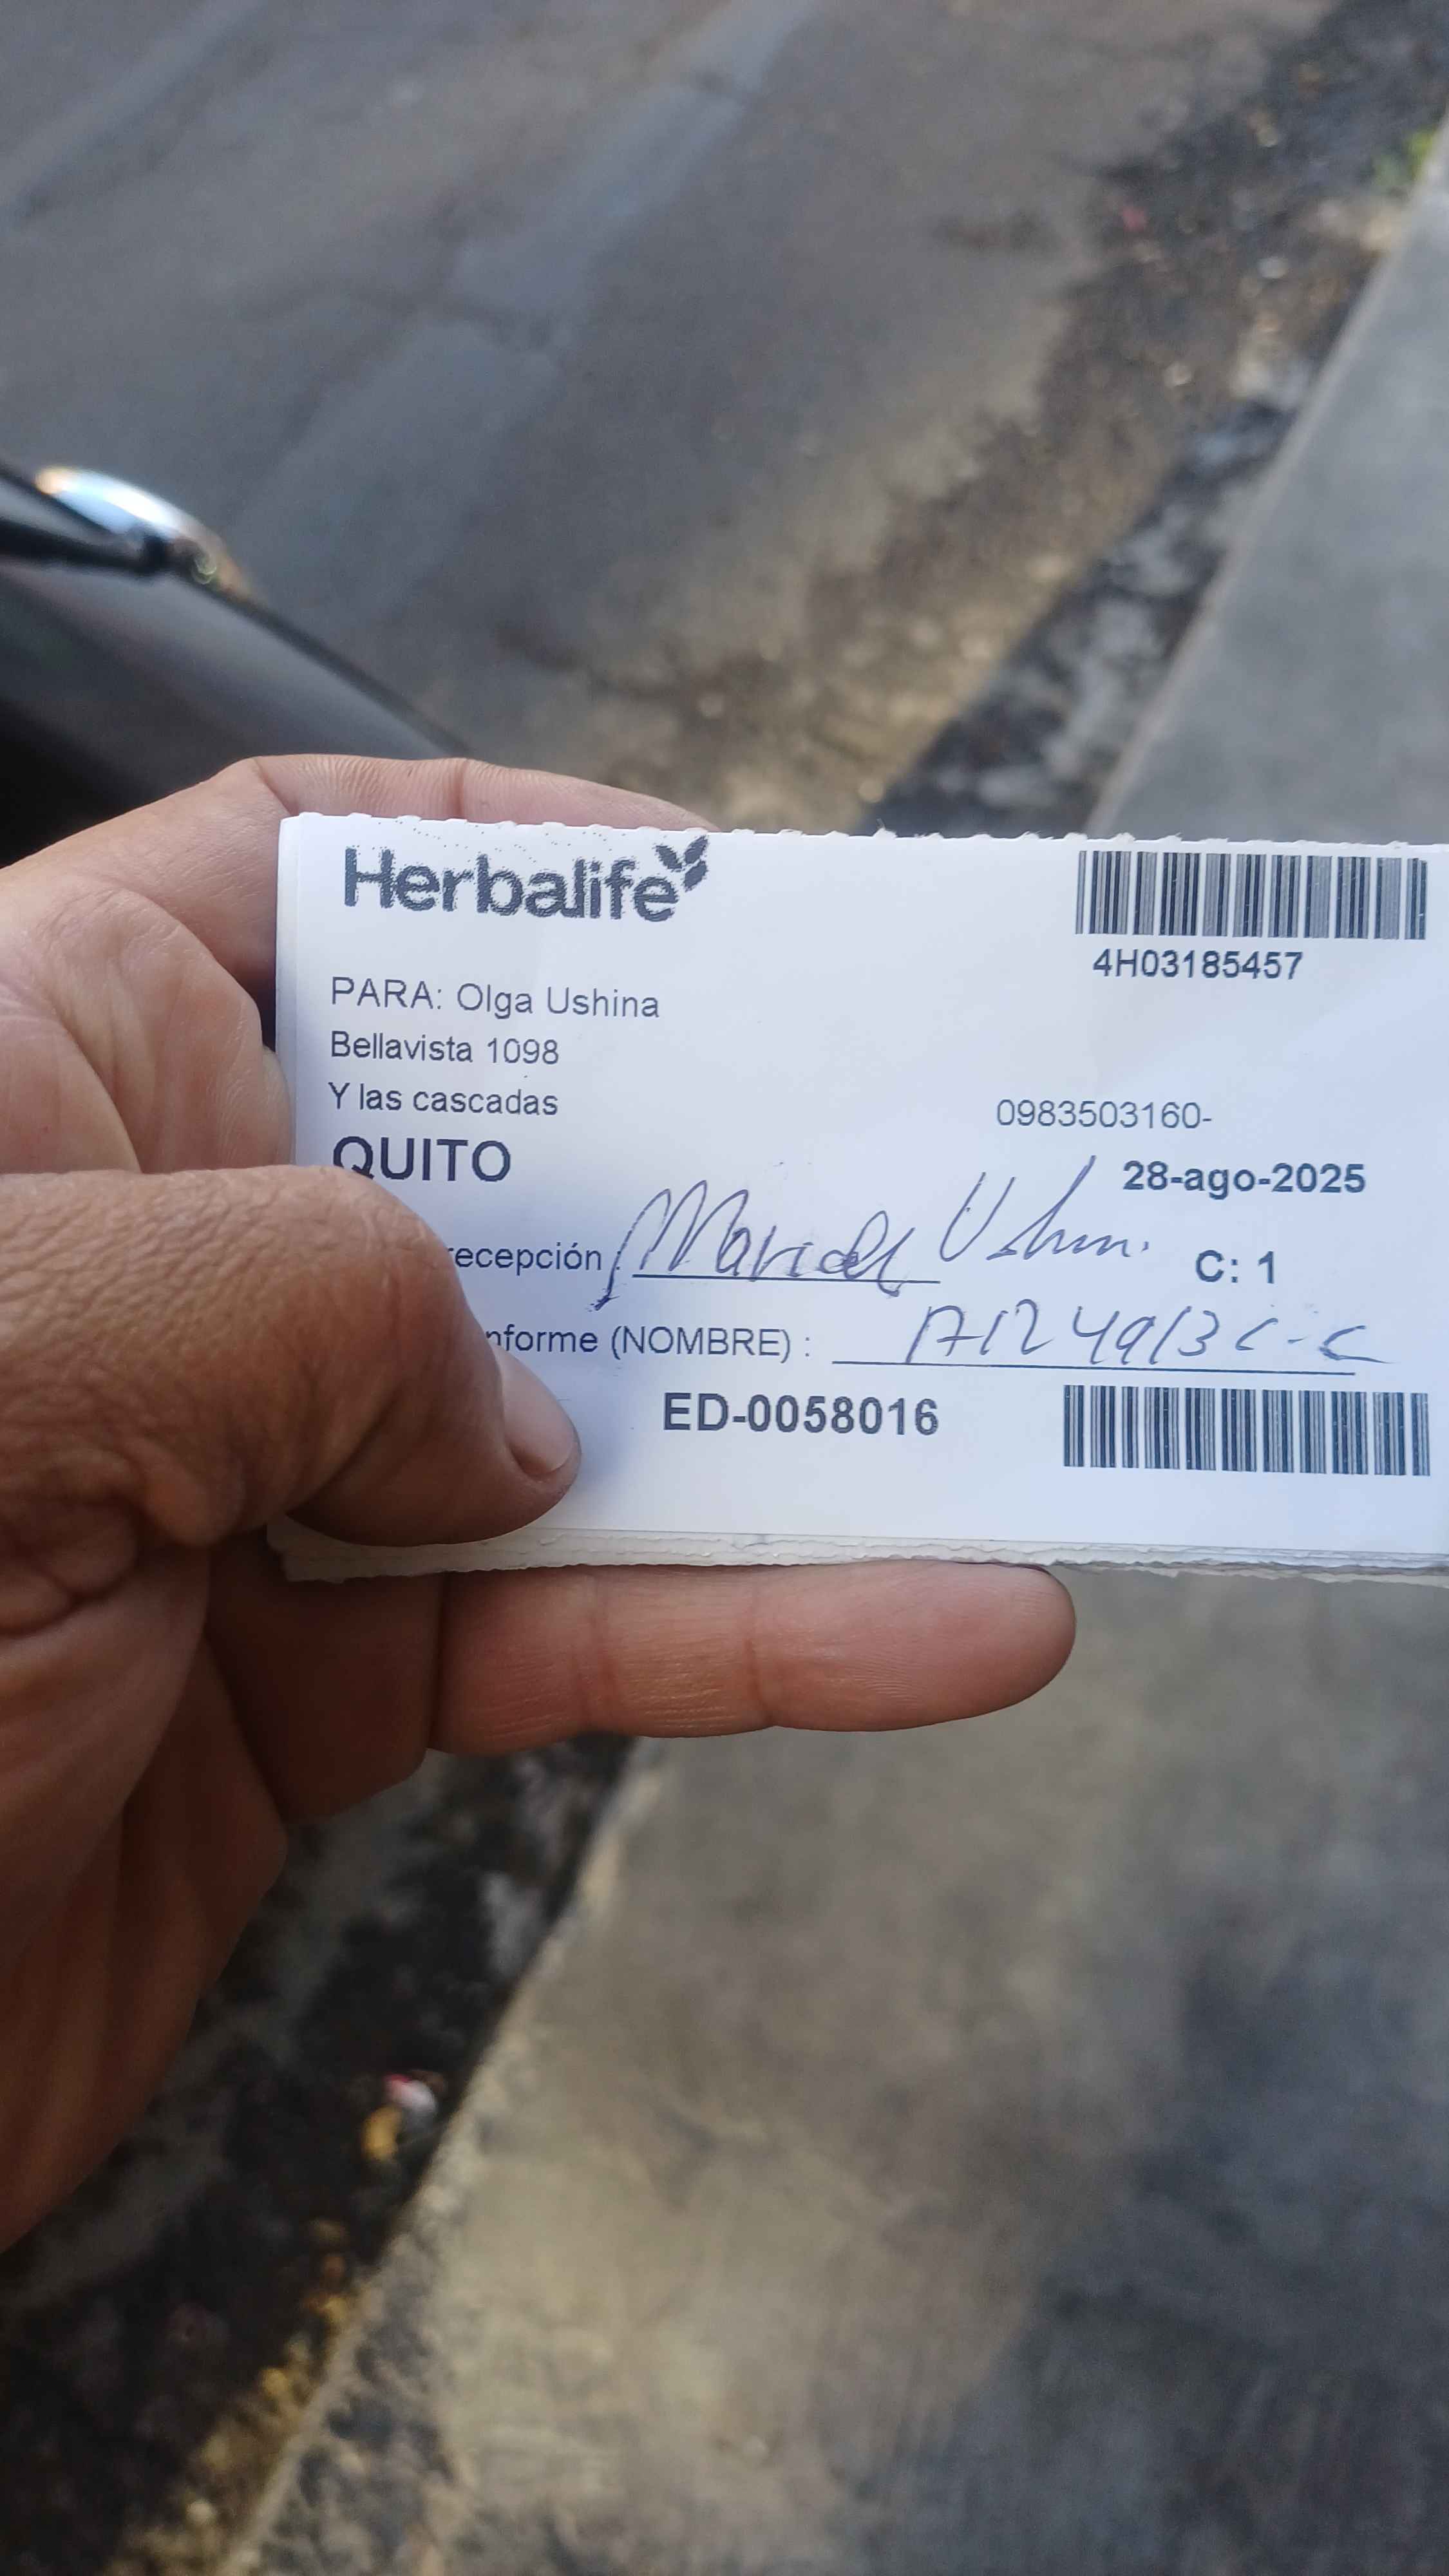 Herbalife
4H03185457
PARA: Olga Ushina
Bellavista 1098
Y las cascadas
0983503160-
QUITO
28-ago-2025
recepción Ushin.
C: 1
nforme (NOMBRE) :
ED-0058016